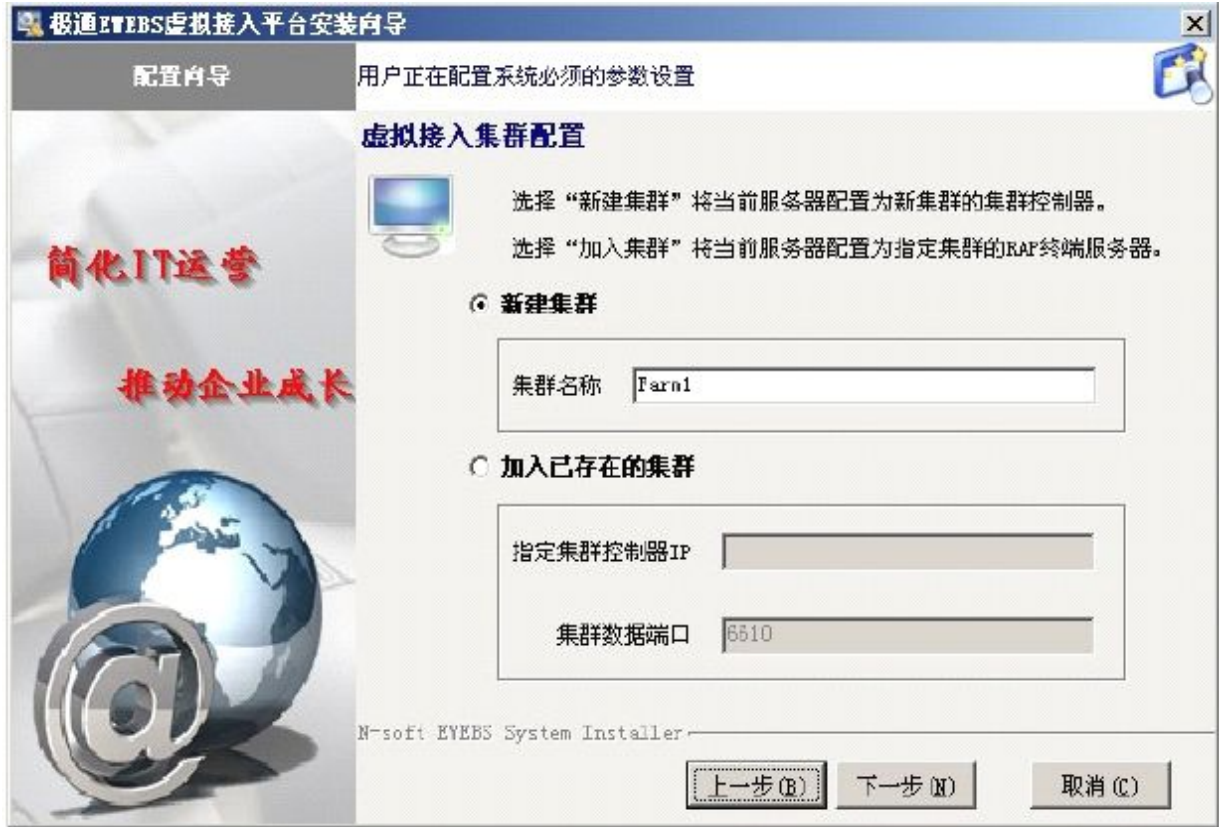 极通EWEBS虚拟接入平台安装向导
配置向导
用户正在配置系统必须的参数设置
虚拟接入集群配置
选择“新建集群”将当前服务器配置为新集群的集群控制器。
选择“加入集群”将当前服务器配置为指定集群的RAP终端服务器。
简化IT运营
推动企业成长
新建集群
集群名称 Farm1
加入已存在的集群
指定集群控制器IP
集群数据端口 6610
N-soft EWEBS System Installer
上一步(B) 下一步(N) 取消(C)